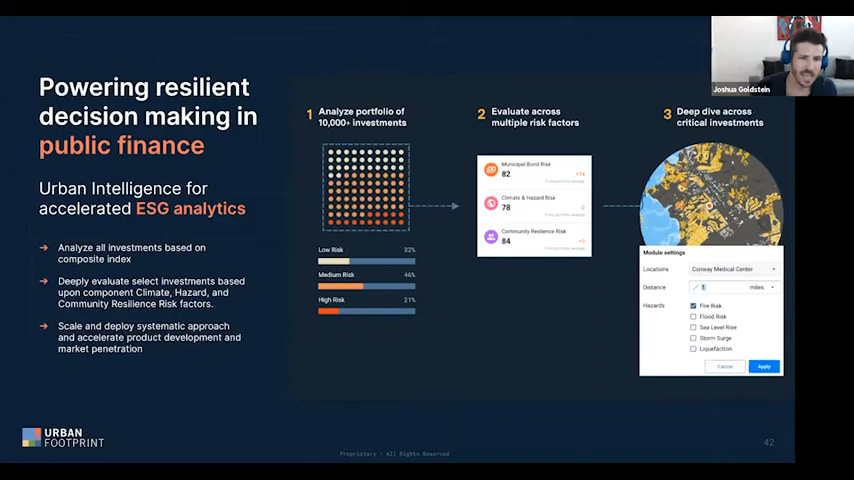 Joshua Goldstein
Powering resilient
decision making in
public finance
Urban Intelligence for
accelerated ESG analytics
→ Analyze all investments based on
composite index
→ Deeply evaluate select investments based
upon component Climate, Hazard, and
Community Resilience Risk factors.
→ Scale and deploy systematic approach
and accelerate product development and
market penetration
1 Analyze portfolio of
10,000+ investments
Low Risk 32%
Medium Risk 46%
High Risk 21%
2 Evaluate across
multiple risk factors
Municipal Bond Risk
82 +14
Climate & Hazard Risk
78 -2
Community Resilience Risk
84
3 Deep dive across
critical investments
Module settings
Locations Conway Medical Center
Distance 1 miles
Hazards Fire Risk
Flood Risk
Sea Level Rise
Storm Surge
Liquefaction
Cancel Apply
URBAN
FOOTPRINT
Proprietary - All Rights Reserved
42